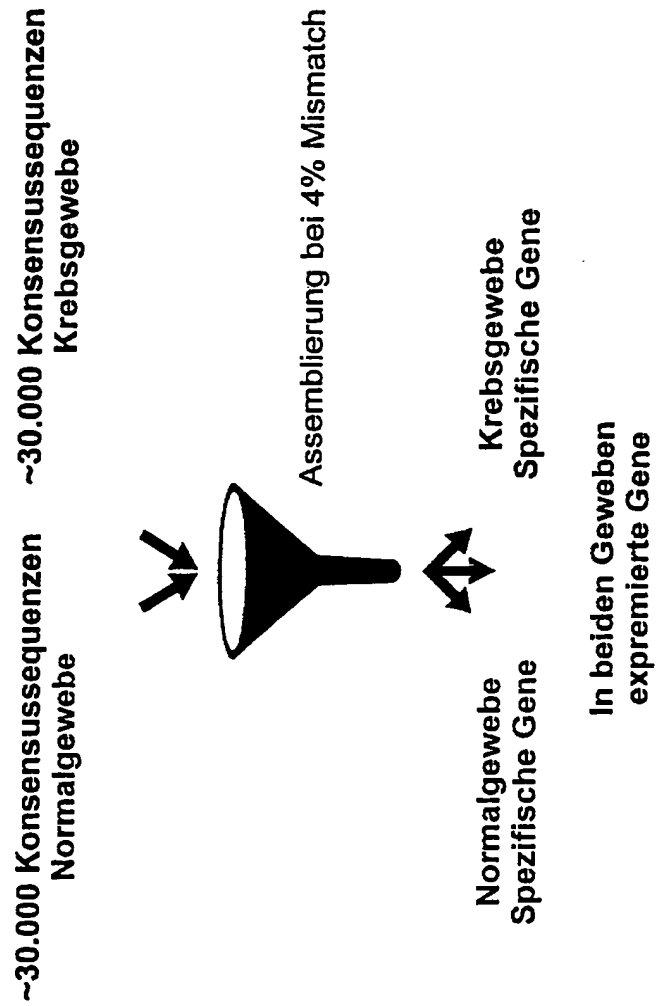 ~30.000 Konsensussequenzen
Normalgewebe
~30.000 Konsensussequenzen
Krebsgewebe
Assemblierung bei 4% Mismatch
Normalgewebe
Spezifische Gene
Krebsgewebe
Spezifische Gene
In beiden Geweben
expremierte Gene